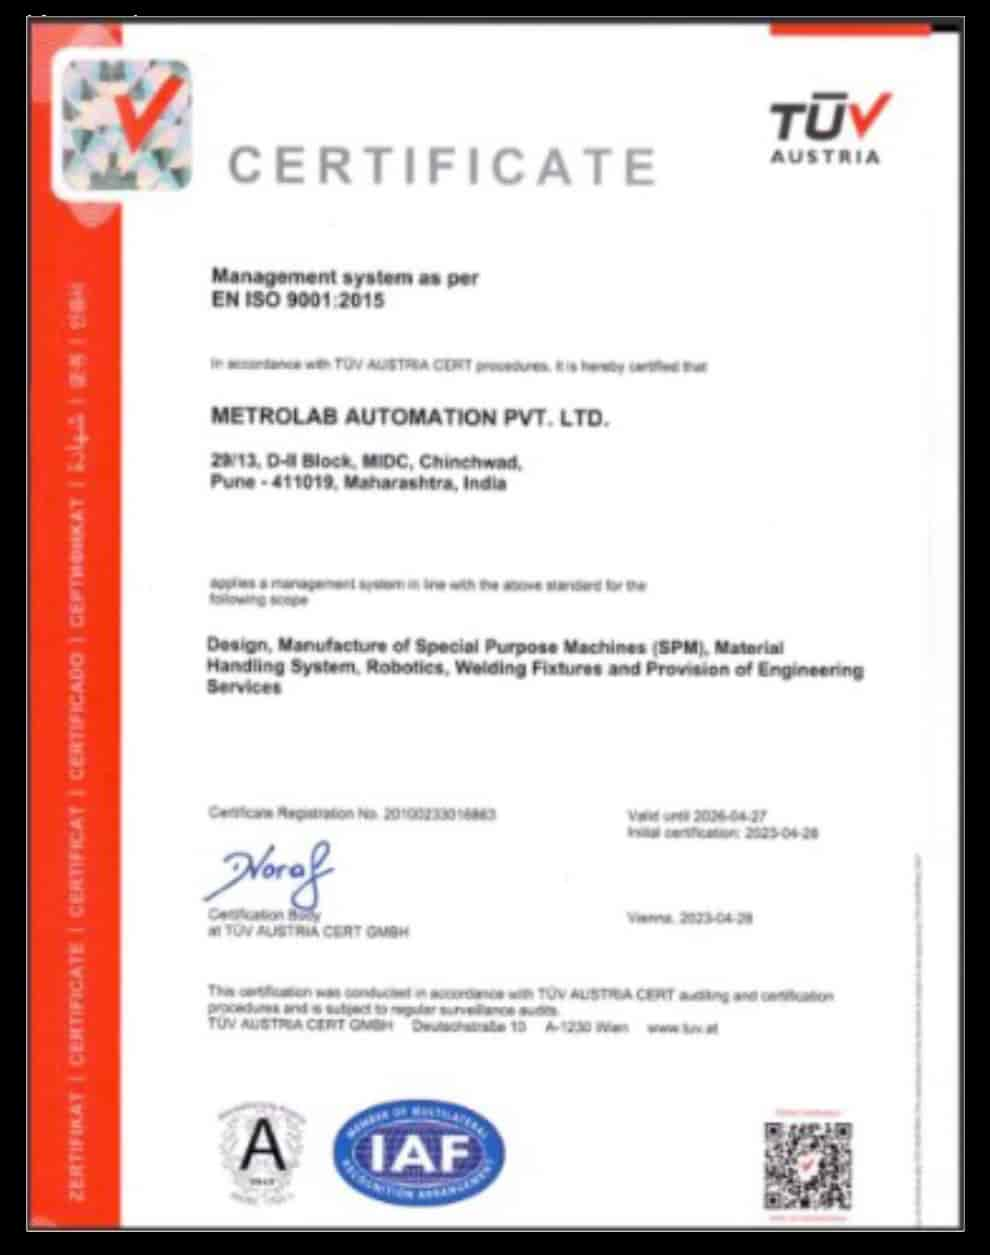 TÜV
AUSTRIA
CERTIFICATE
Management system as per
EN ISO 9001:2015
In accordance with TÜV AUSTRIA CERT procedures, it is hereby certified that
METROLAB AUTOMATION PVT. LTD.
29/13, D-II Block, MIDC, Chinchwad,
Pune - 411019, Maharashtra, India
applies a management system in line with the above standard for the
following scope
Design, Manufacture of Special Purpose Machines (SPM), Material
Handling System, Robotics, Welding Fixtures and Provision of Engineering
Services
Certificate Registration No. 20100233016863
Valid until 2026-04-27
Initial certification: 2023-04-28
Certification Body
at TÜV AUSTRIA CERT GMBH
Vienna, 2023-04-28
This certification was conducted in accordance with TÜV AUSTRIA CERT auditing and certification
procedures and is subject to regular surveillance audits.
TÜV AUSTRIA CERT GMBH Deutschstraße 10 A-1230 Wien www.tuv.at
ZERTIFIKAT | CERTIFICATE | CERTIFICAT | CERTIFICADO | СЕРТИФИКАТ | شهادة
A
MEMBER OF MULTILATERAL
IAF
RECOGNITION ARRANGEMENT